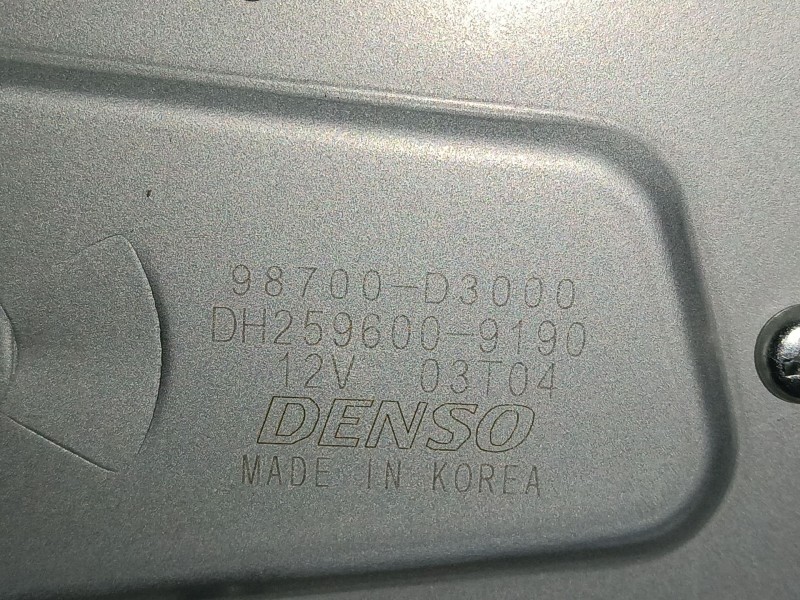 98700-D3000
DH259600-9190
12V 03T04
DENSO
MADE IN KOREA